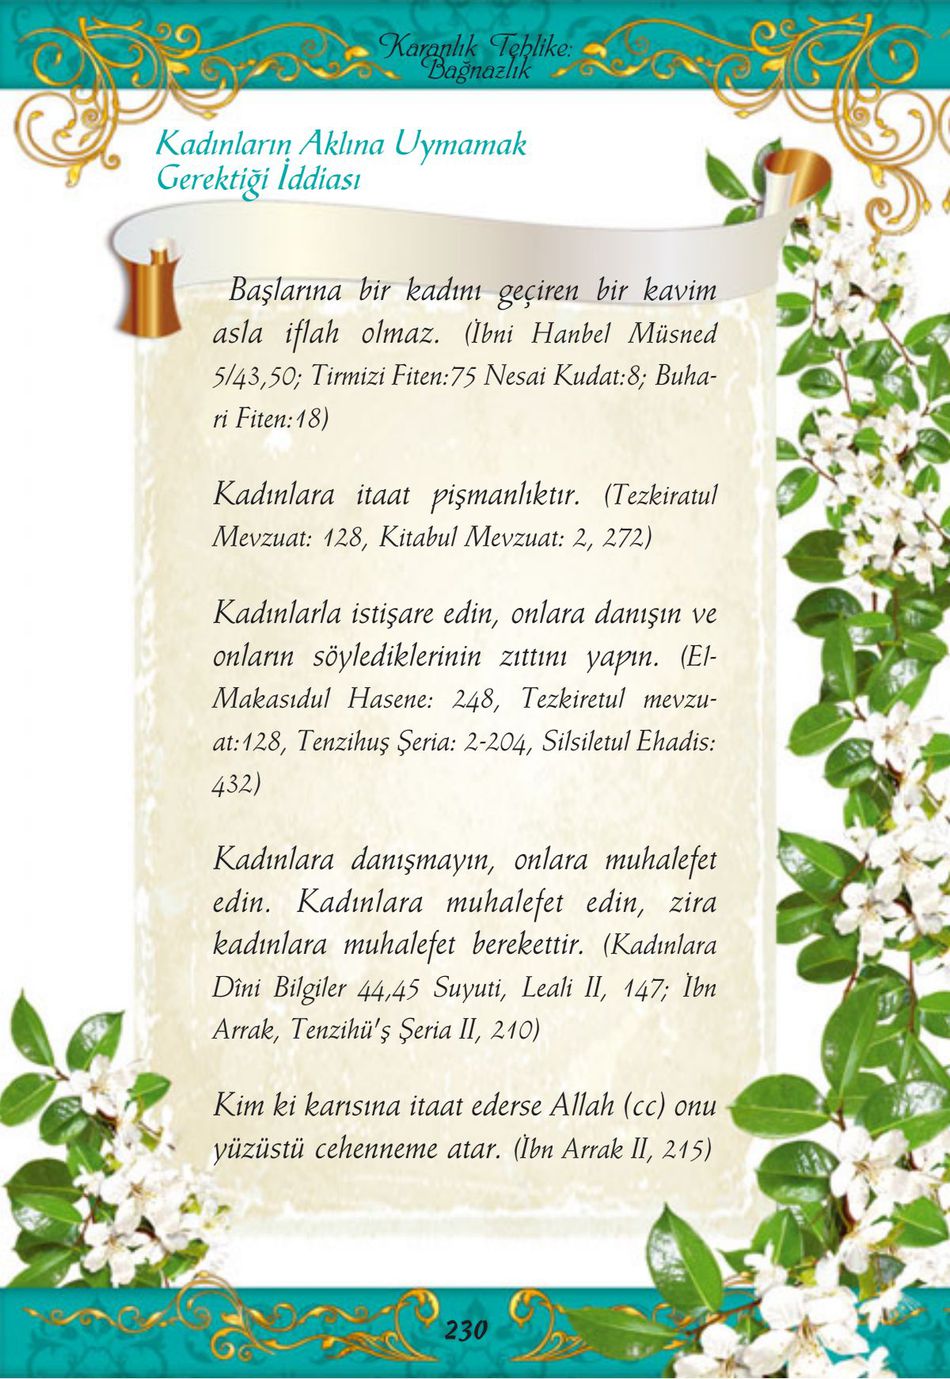 Karanlık Tehlike:
Bağnazlık
Kadınların Aklına Uymamak
Gerektiği İddiası
Başlarına bir kadını geçiren bir kavim
asla iflah olmaz. (İbni Hanbel Müsned
5/43,50; Tirmizi Fiten:75 Nesai Kudat:8; Buha-
ri Fiten:18)
Kadınlara itaat pişmanlıktır. (Tezkiratul
Mevzuat: 128, Kitabul Mevzuat: 2, 272)
Kadınlarla istişare edin, onlara danışın ve
onların söylediklerinin zıttını yapın. (El-
Makasıdul Hasene: 248, Tezkiretul mevzu-
at:128, Tenzihuş Şeria: 2-204, Silsiletul Ehadis:
432)
Kadınlara danışmayın, onlara muhalefet
edin. Kadınlara muhalefet edin, zira
kadınlara muhalefet berekettir. (Kadınlara
Dîni Bilgiler 44,45 Suyuti, Leali II, 147; İbn
Arrak, Tenzihü'ş Şeria II, 210)
Kim ki karısına itaat ederse Allah (cc) onu
yüzüstü cehenneme atar. (İbn Arrak II, 215)
230